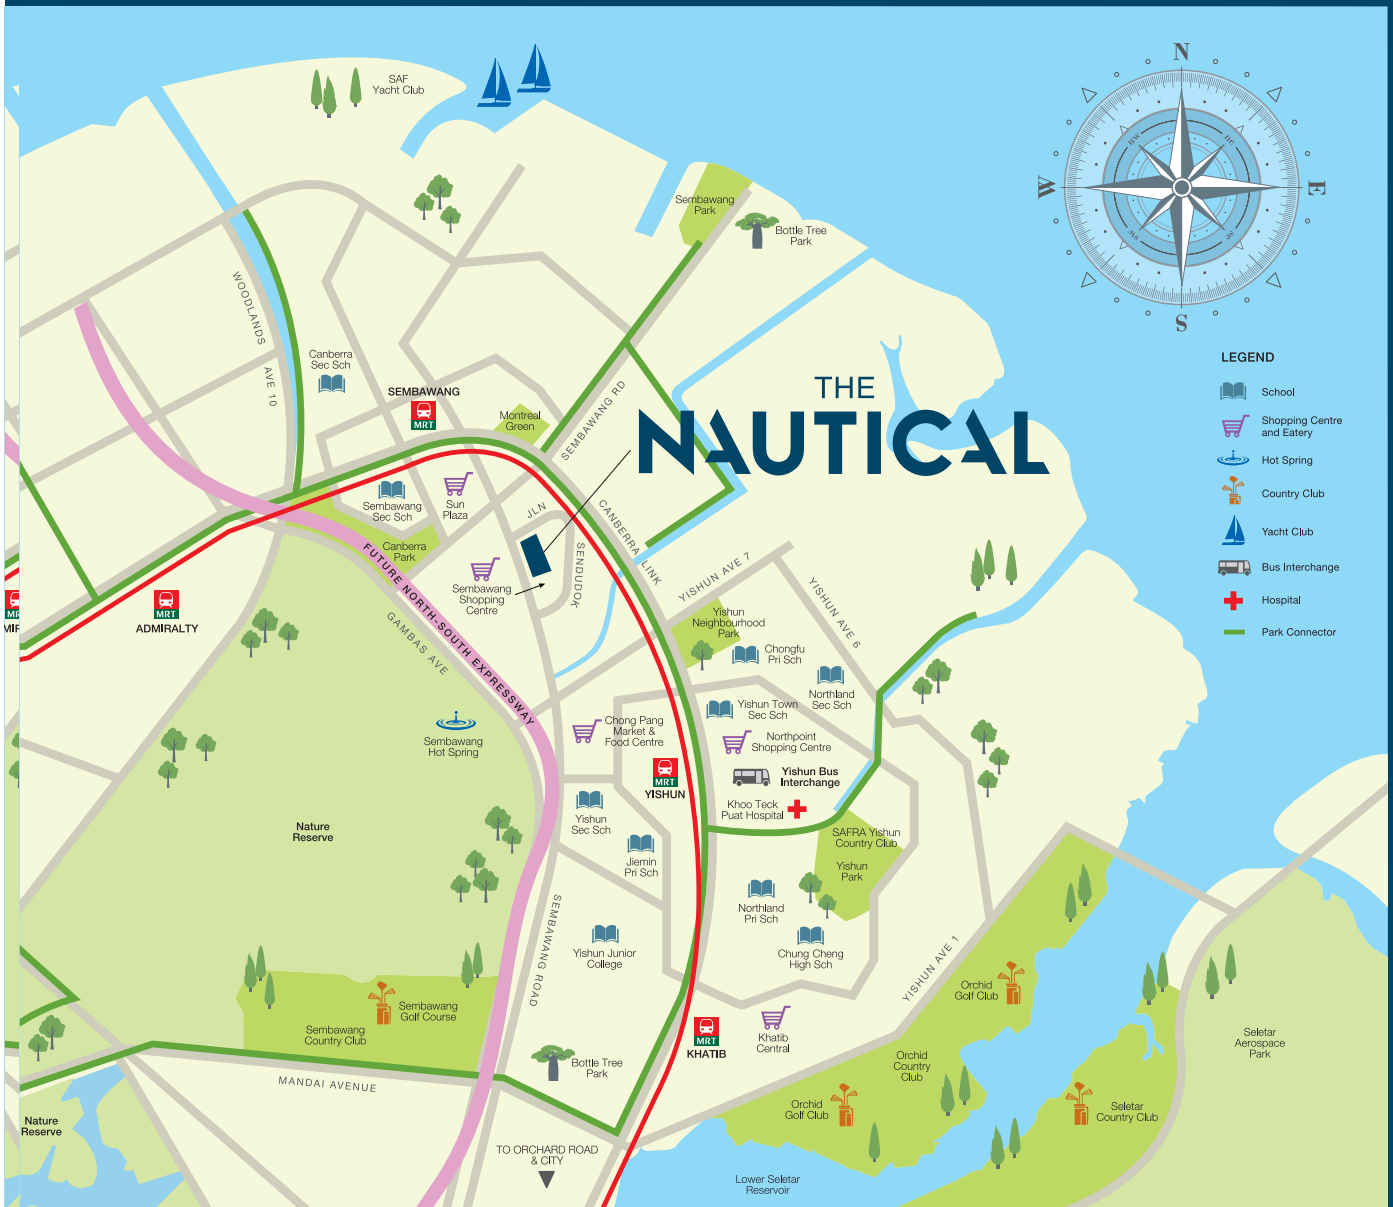 SAF
Yacht Club
N
nw
ne
W
E
sw
se
S
Sembawang
Park
Bottle Tree
Park
WOODLANDS AVE 10
Canberra
Sec Sch
SEMBAWANG
MRT
Montreal
Green
SEMBAWANG RD
THE
NAUTICAL
LEGEND
School
Shopping Centre
and Eatery
Hot Spring
Country Club
Yacht Club
Bus Interchange
Hospital
Park Connector
Sembawang
Sec Sch
Sun
Plaza
JLN SENDUDOK
CANBERRA LINK
Canberra
Park
Sembawang
Shopping
Centre
FUTURE NORTH-SOUTH EXPRESSWAY
GAMBAS AVE
MRT
ADMIRALTY
YISHUN AVE 7
YISHUN AVE 6
Yishun
Neighbourhood
Park
Chongfu
Pri Sch
Northland
Sec Sch
Yishun Town
Sec Sch
Chong Pang
Market &
Food Centre
Northpoint
Shopping Centre
Sembawang
Hot Spring
MRT
YISHUN
Yishun Bus
Interchange
Khoo Teck
Puat Hospital
Yishun
Sec Sch
Nature
Reserve
SAFRA Yishun
Country Club
Yishun
Park
Jiemin
Pri Sch
Northland
Pri Sch
SEMBAWANG ROAD
Yishun Junior
College
Chung Cheng
High Sch
YISHUN AVE 1
Orchid
Golf Club
Sembawang
Golf Course
Sembawang
Country Club
MRT
KHATIB
Khatib
Central
Seletar
Aerospace
Park
Bottle Tree
Park
MANDAI AVENUE
Orchid
Country
Club
Orchid
Golf Club
Seletar
Country Club
Nature
Reserve
TO ORCHARD ROAD
& CITY
Lower Seletar
Reservoir